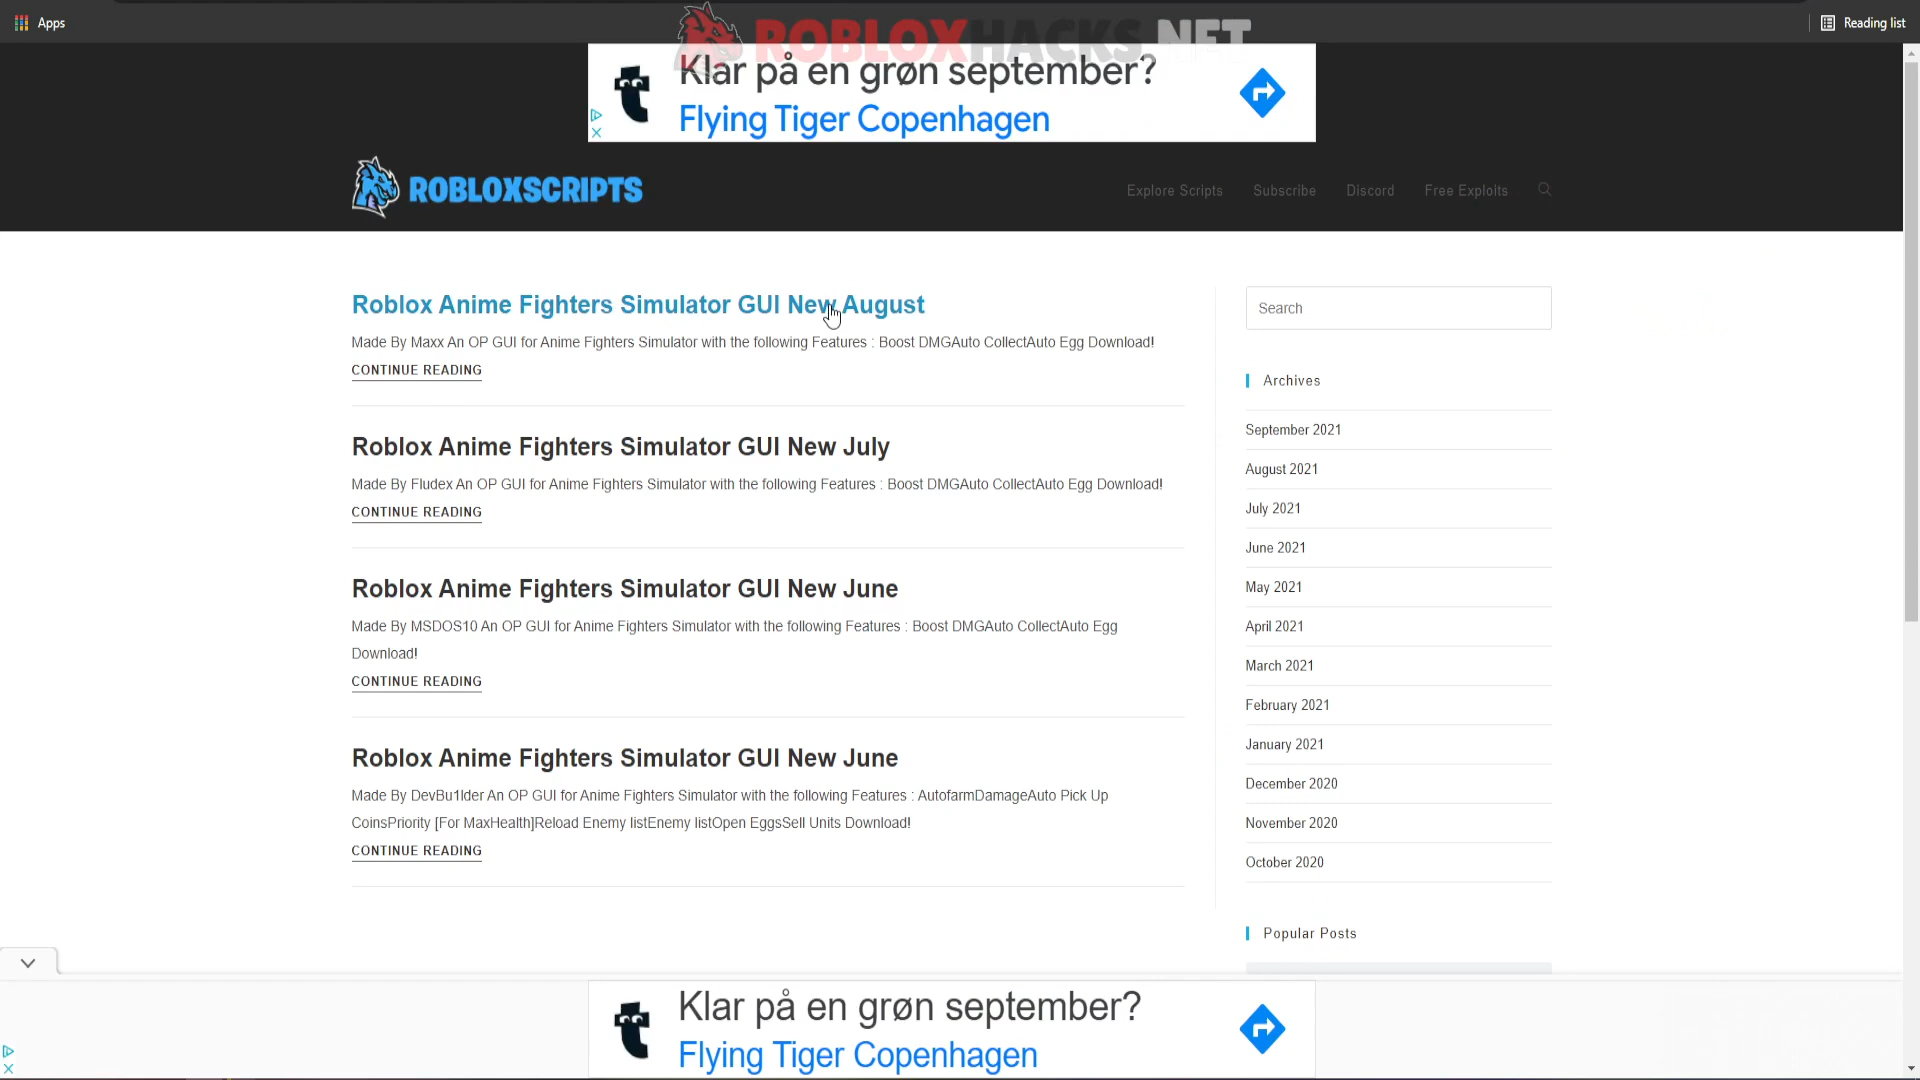 Apps
Reading list
ROBLOXHACKS.NET
Klar på en grøn september?
Flying Tiger Copenhagen
ROBLOXSCRIPTS
Explore Scripts Subscribe Discord Free Exploits
Roblox Anime Fighters Simulator GUI New August
Made By Maxx An OP GUI for Anime Fighters Simulator with the following Features : Boost DMGAuto CollectAuto Egg Download!
CONTINUE READING
Roblox Anime Fighters Simulator GUI New July
Made By Fludex An OP GUI for Anime Fighters Simulator with the following Features : Boost DMGAuto CollectAuto Egg Download!
CONTINUE READING
Roblox Anime Fighters Simulator GUI New June
Made By MSDOS10 An OP GUI for Anime Fighters Simulator with the following Features : Boost DMGAuto CollectAuto Egg
Download!
CONTINUE READING
Roblox Anime Fighters Simulator GUI New June
Made By DevBu1lder An OP GUI for Anime Fighters Simulator with the following Features : AutofarmDamageAuto Pick Up
CoinsPriority [For MaxHealth]Reload Enemy listEnemy listOpen EggsSell Units Download!
CONTINUE READING
Search
Archives
September 2021
August 2021
July 2021
June 2021
May 2021
April 2021
March 2021
February 2021
January 2021
December 2020
November 2020
October 2020
Popular Posts
Klar på en grøn september?
Flying Tiger Copenhagen